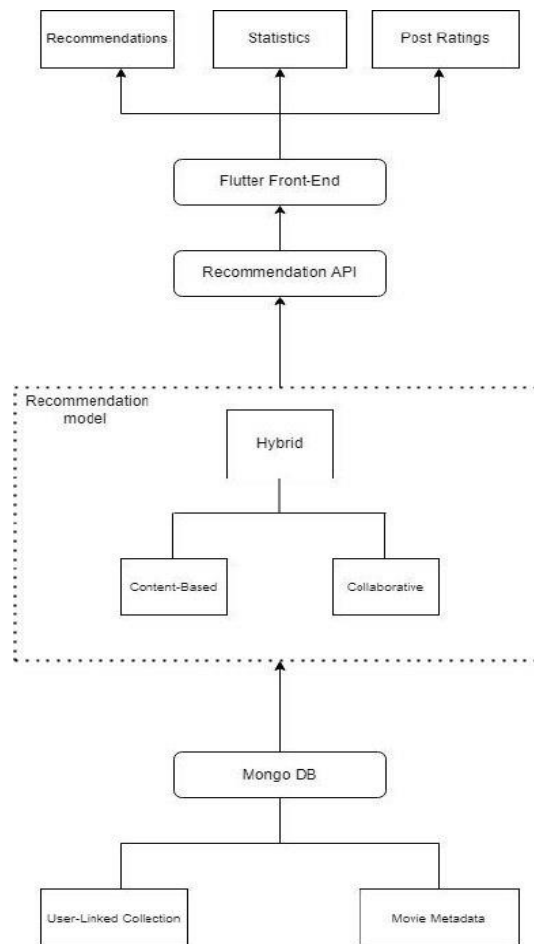 Recommendations
Statistics
Post Ratings
Flutter Front-End
Recommendation API
Recommendation
model
Hybrid
Content-Based
Collaborative
Mongo DB
User-Linked Collection
Movie Metadata